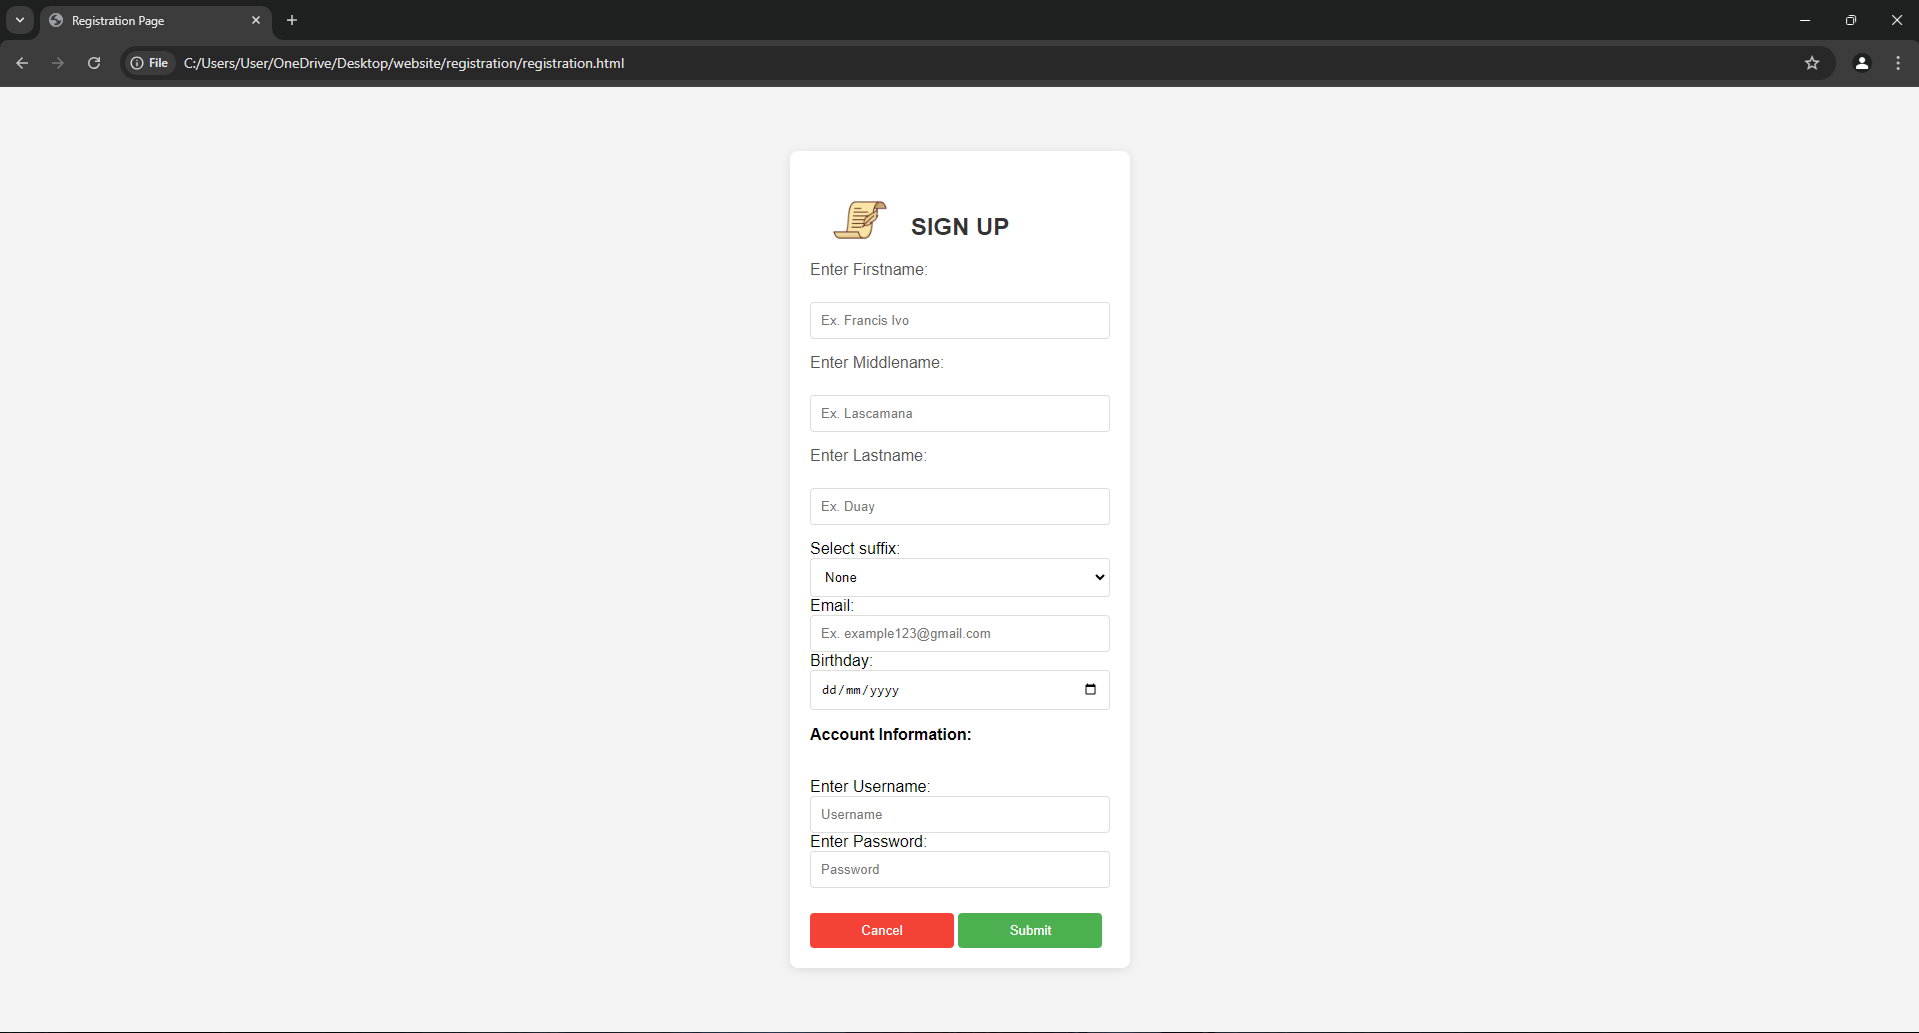 Registration Page
File C:/Users/User/OneDrive/Desktop/website/registration/registration.html
SIGN UP
Enter Firstname:
Ex. Francis Ivo
Enter Middlename:
Ex. Lascamana
Enter Lastname:
Ex. Duay
Select suffix:
None
Email:
Ex. example123@gmail.com
Birthday:
dd/mm/yyyy
Account Information:
Enter Username:
Username
Enter Password:
Password
Cancel Submit